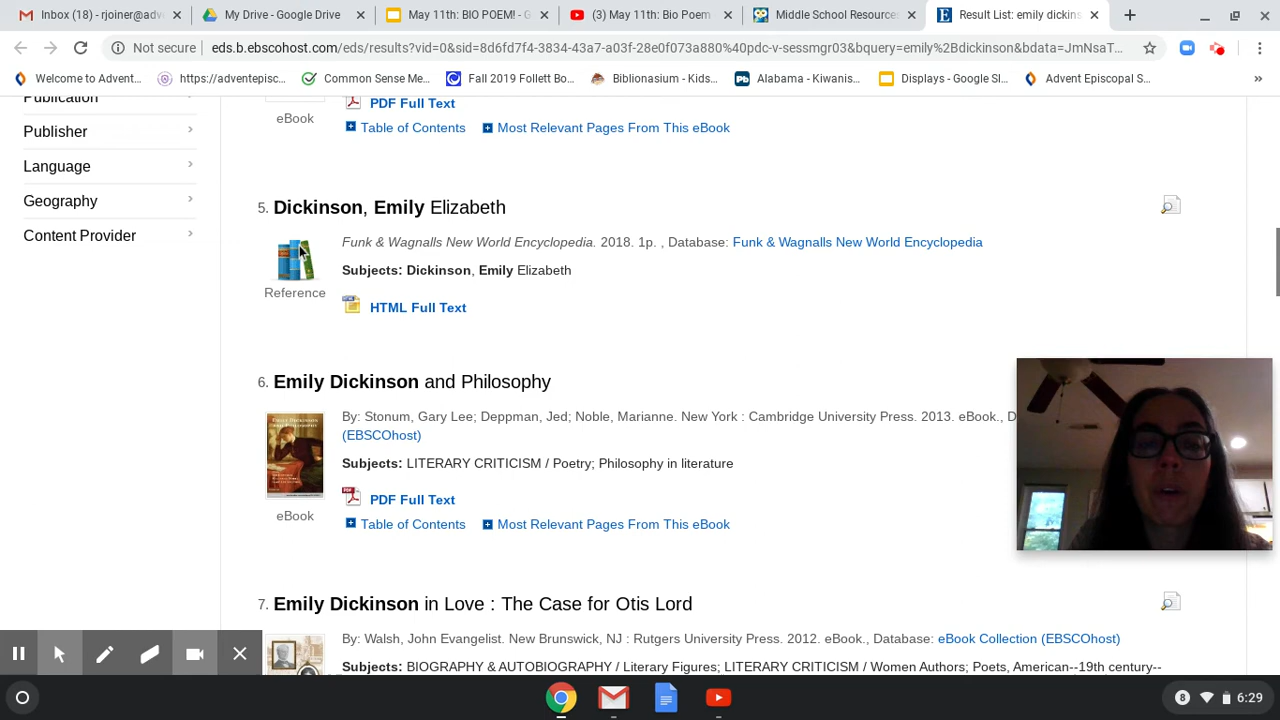 Inbox (18) - rjoiner@adv
My Drive - Google Drive
May 11th: BIO POEM! - G
(3) May 11th: Bio Poem
Middle School Resources
Result List: emily dickins
Not secure
eds.b.ebscohost.com/eds/results?vid=0&sid=8d6fd7f4-3834-43a7-a03f-28e0f073a880%40pdc-v-sessmgr03&bquery=emily%2Bdickinson&bdata=JmNsaT...
Welcome to Advent...
https://adventepisc...
Common Sense Me...
Fall 2019 Follett Bo...
Biblionasium - Kids...
Alabama - Kiwanis...
Displays - Google Sl...
Advent Episcopal S...
»
Publication
Publisher
Language
Geography
Content Provider
eBook
PDF Full Text
Table of Contents Most Relevant Pages From This eBook
5. Dickinson, Emily Elizabeth
Funk & Wagnalls New World Encyclopedia. 2018. 1p. , Database: Funk & Wagnalls New World Encyclopedia
Subjects: Dickinson, Emily Elizabeth
Reference
HTML Full Text
6. Emily Dickinson and Philosophy
By: Stonum, Gary Lee; Deppman, Jed; Noble, Marianne. New York : Cambridge University Press. 2013. eBook., D
(EBSCOhost)
Subjects: LITERARY CRITICISM / Poetry; Philosophy in literature
PDF Full Text
eBook
Table of Contents Most Relevant Pages From This eBook
7. Emily Dickinson in Love : The Case for Otis Lord
By: Walsh, John Evangelist. New Brunswick, NJ : Rutgers University Press. 2012. eBook., Database: eBook Collection (EBSCOhost)
Subjects: BIOGRAPHY & AUTOBIOGRAPHY / Literary Figures; LITERARY CRITICISM / Women Authors; Poets, American--19th century--
8
6:29